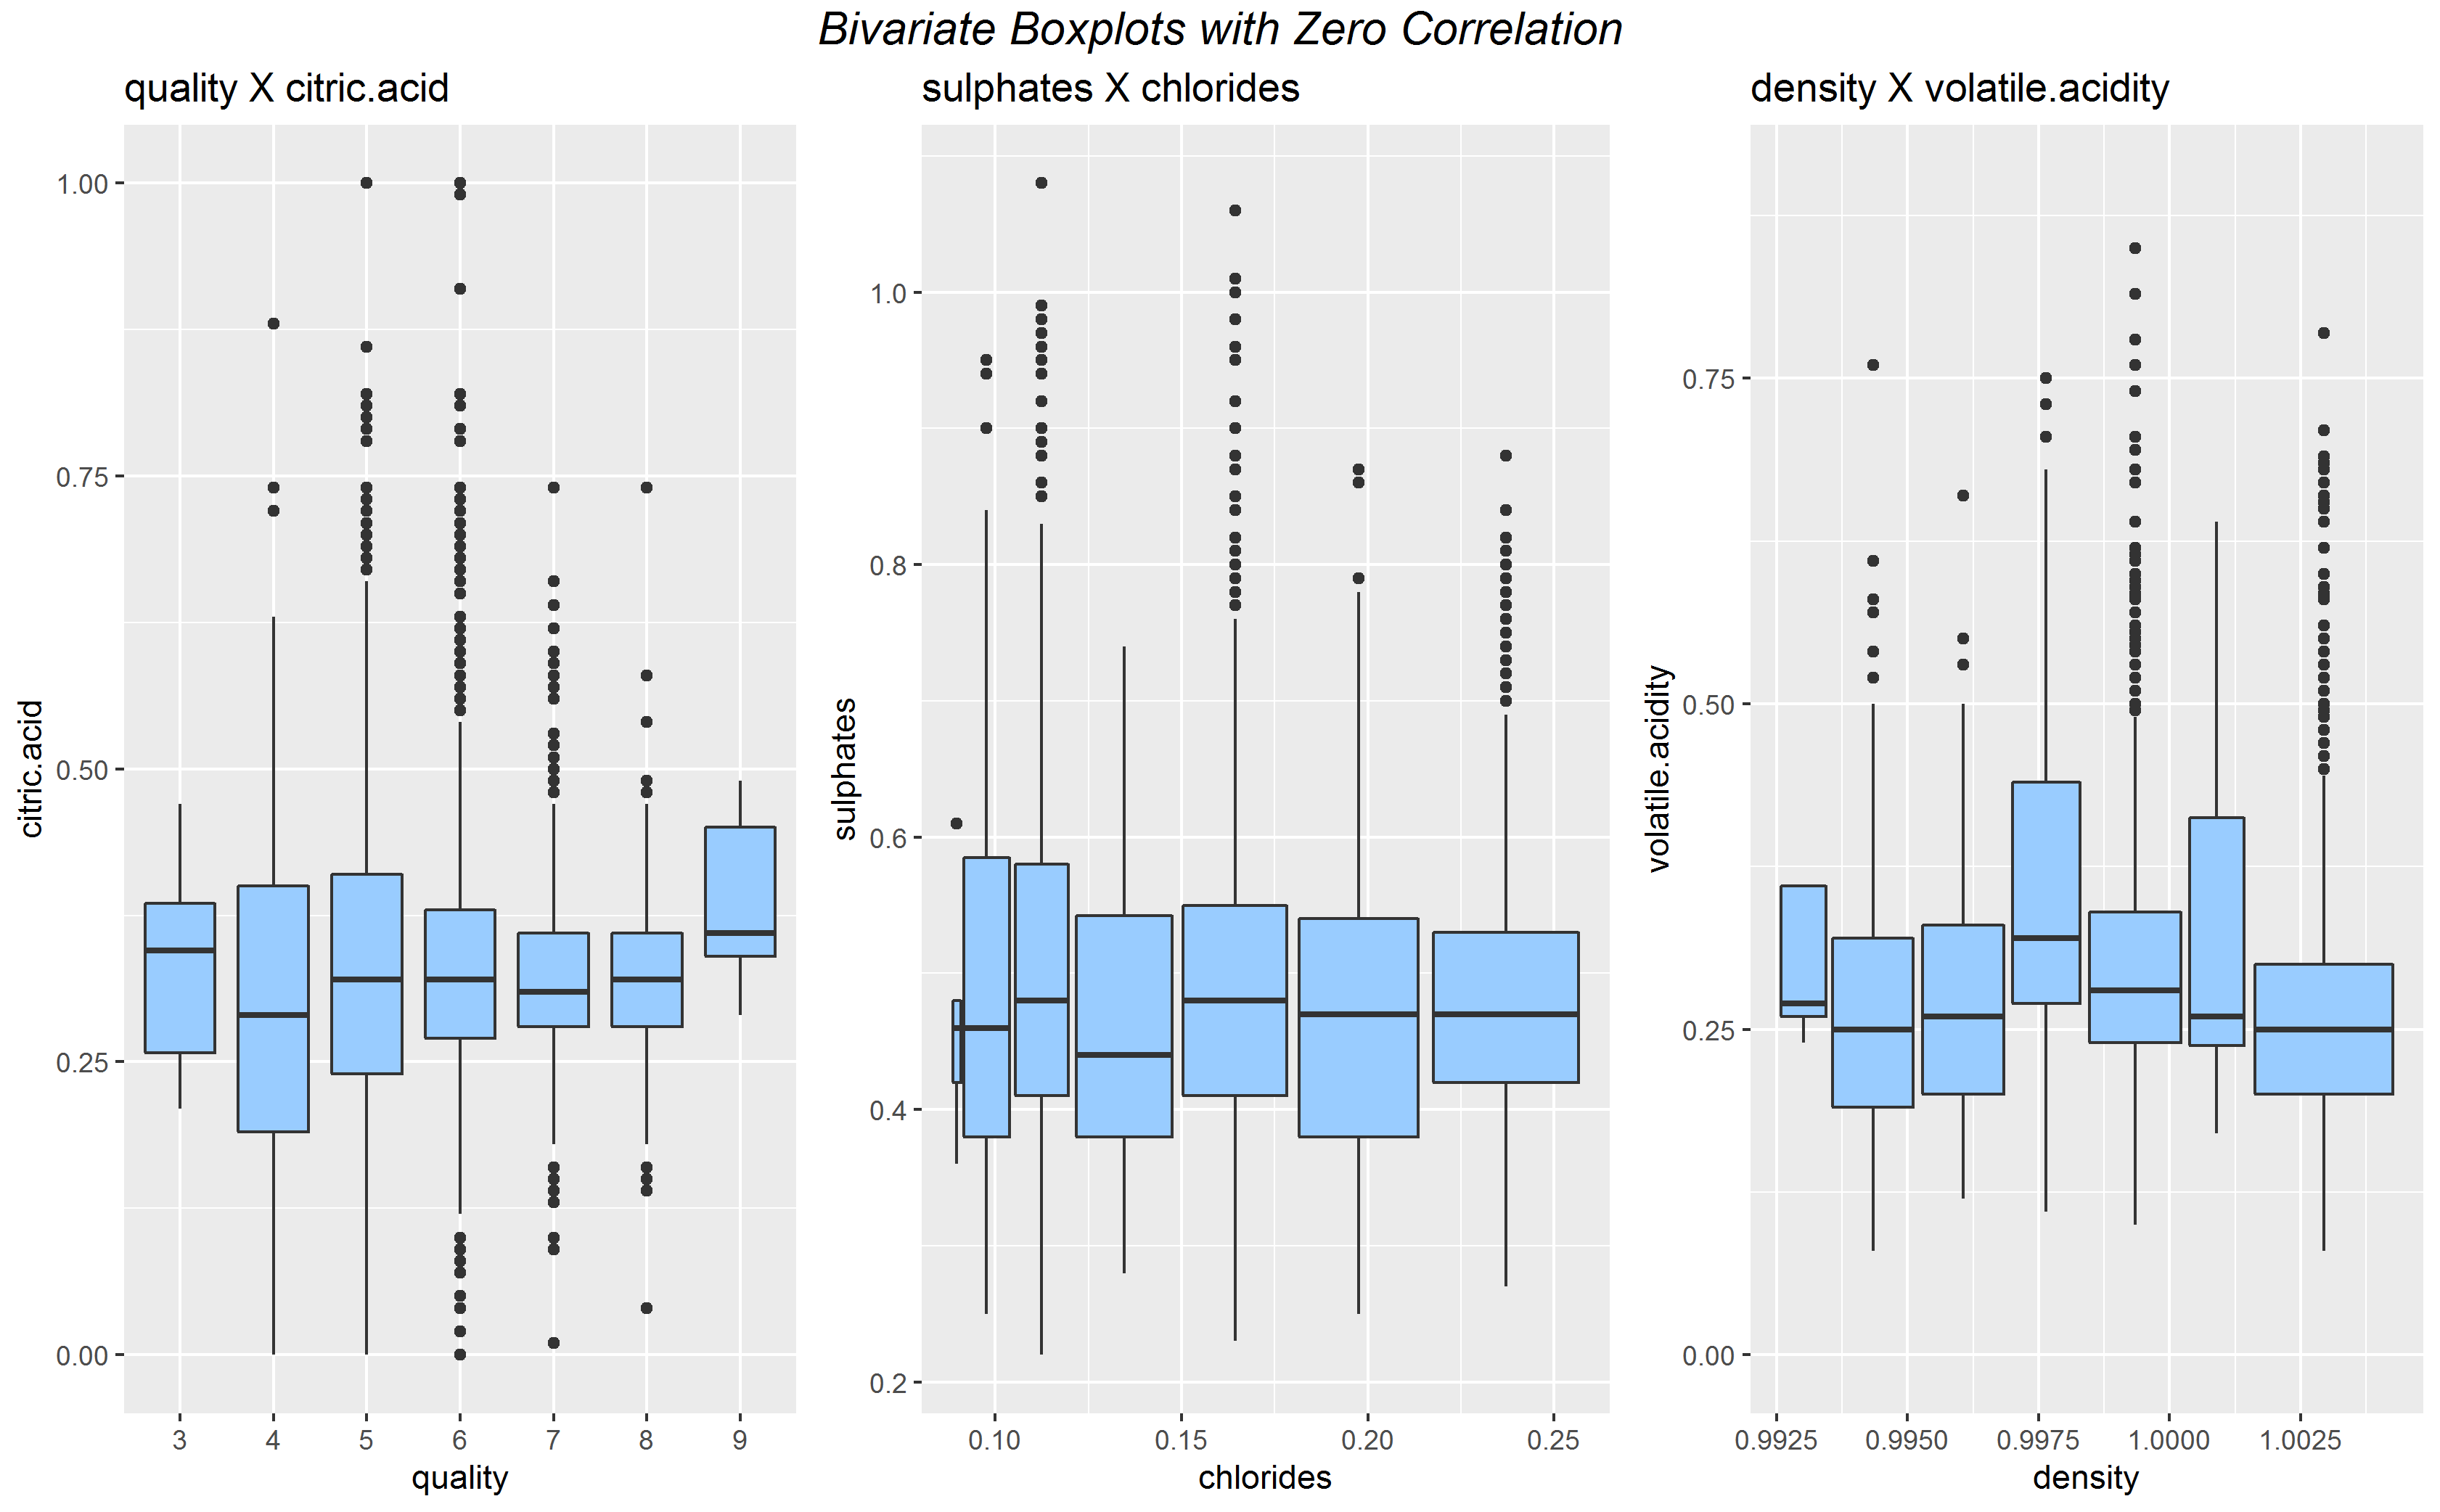 Bivariate Boxplots with Zero Correlation
quality X citric.acid
citric.acid
1.00
0.75
0.50
0.25
0.00
3 4 5 6 7 8 9
quality
sulphates X chlorides
sulphates
1.0
0.8
0.6
0.4
0.2
0.10 0.15 0.20 0.25
chlorides
density X volatile.acidity
volatile.acidity
0.75
0.50
0.25
0.00
0.9925 0.9950 0.9975 1.0000 1.0025
density